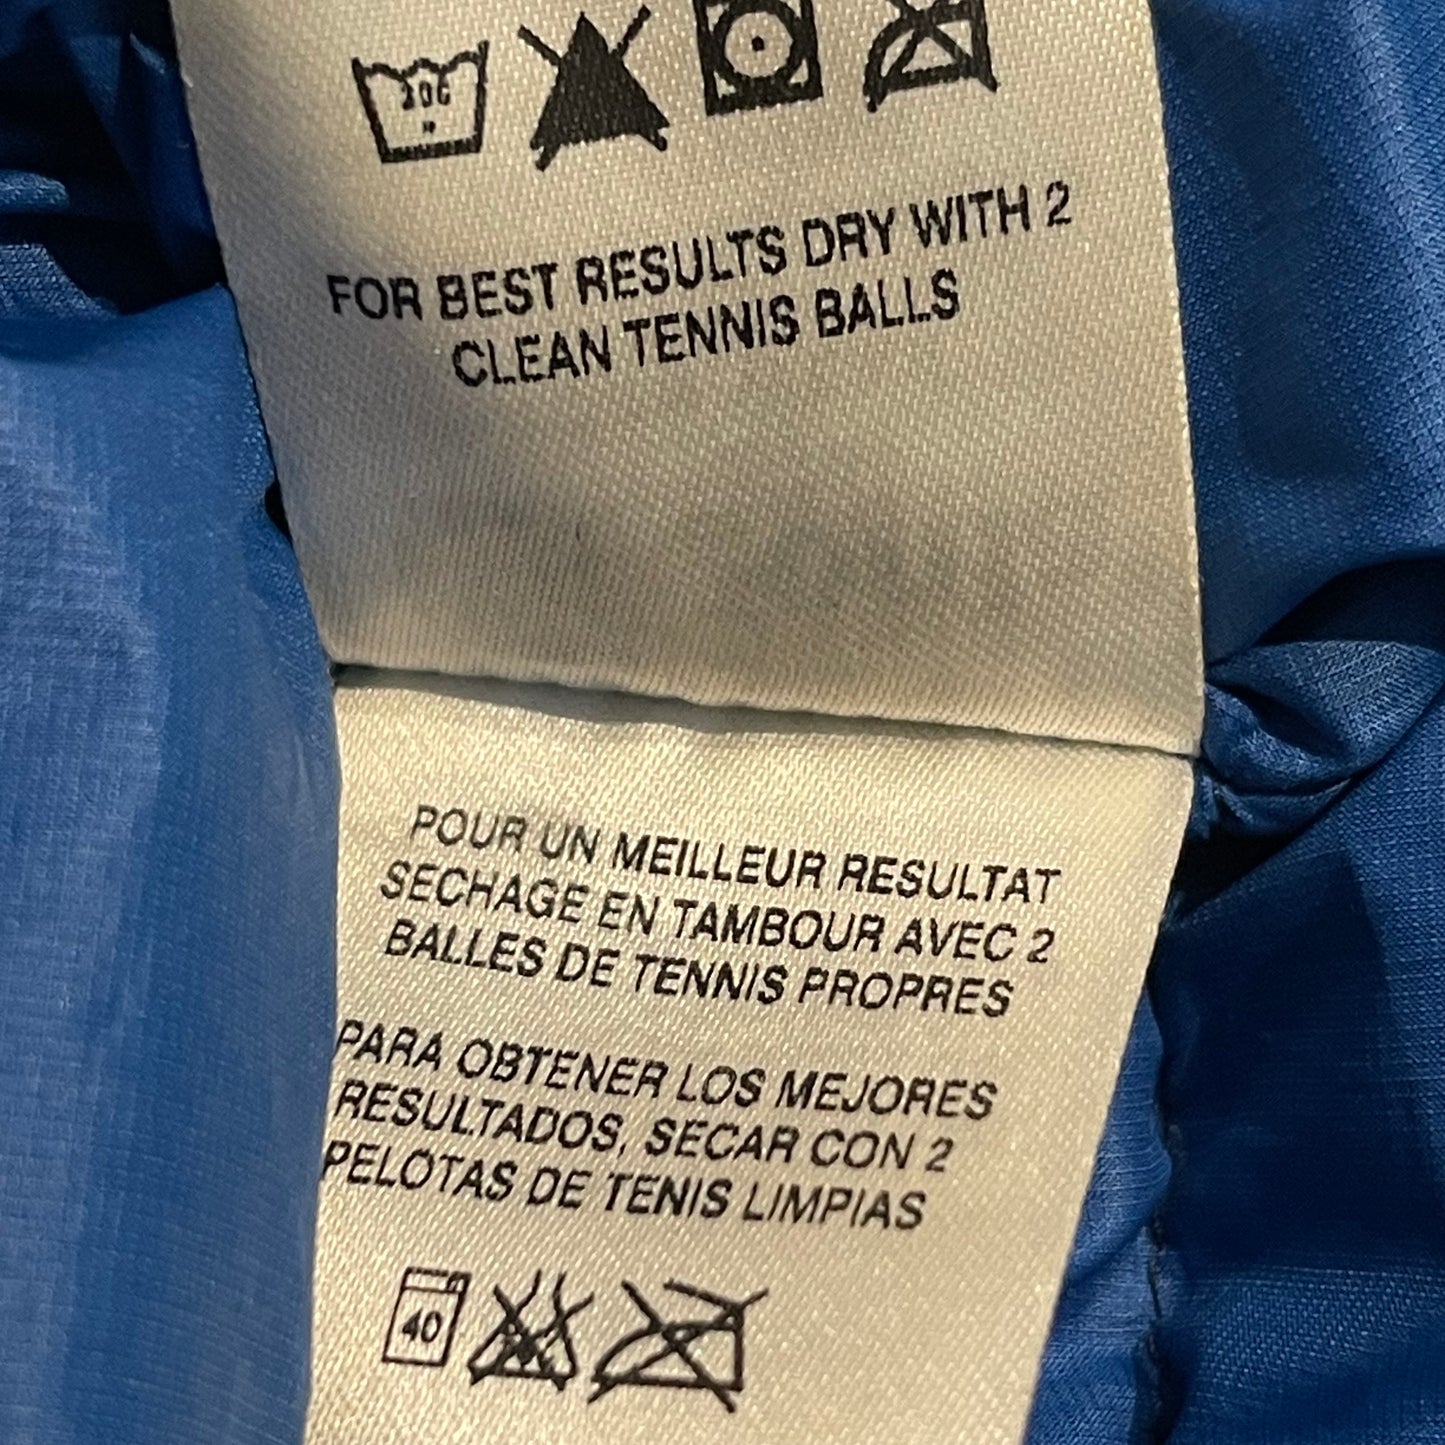 30C
FOR BEST RESULTS DRY WITH 2
CLEAN TENNIS BALLS
POUR UN MEILLEUR RESULTAT
SECHAGE EN TAMBOUR AVEC 2
BALLES DE TENNIS PROPRES
PARA OBTENER LOS MEJORES
RESULTADOS, SECAR CON 2
PELOTAS DE TENIS LIMPIAS
40